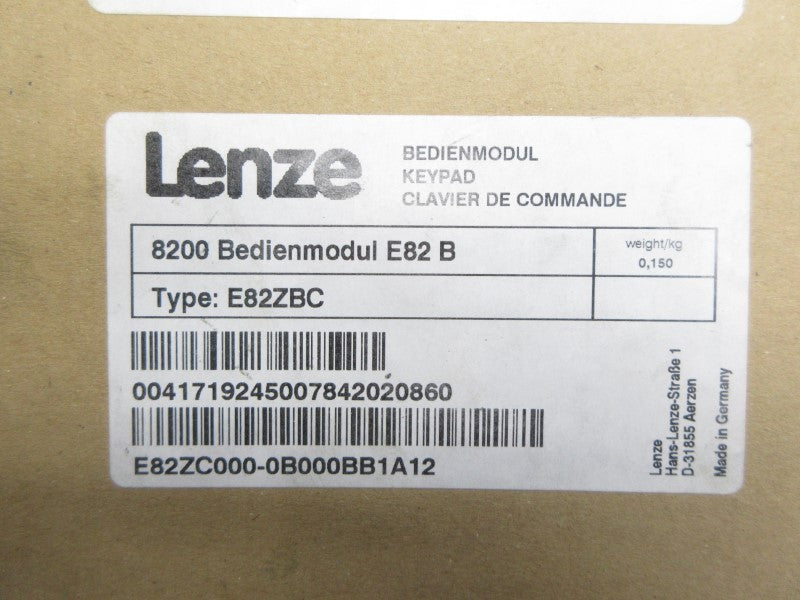 Lenze
BEDIENMODUL
KEYPAD
CLAVIER DE COMMANDE
8200 Bedienmodul E82 B
weight/kg
0,150
Type: E82ZBC
0041719245007842020860
E82ZC000-0B000BB1A12
Lenze
Hans-Lenze-Straße 1
D-31855 Aerzen
Made in Germany